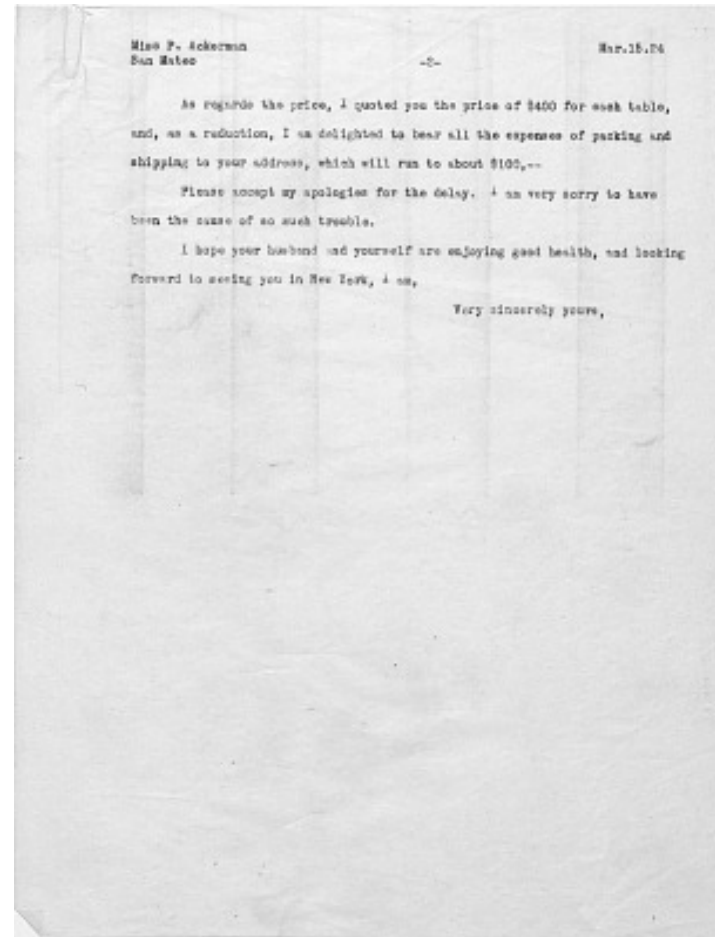 Miss P. Ackerman Mar.15.24
San Mateo -2-
As regards the price, I quoted you the price of $400 for each table,
and, as a reduction, I am delighted to bear all the expenses of packing and
shipping to your address, which will run to about $100,--
Please accept my apologies for the delay. I am very sorry to have
been the cause of so much trouble.
I hope your husband and yourself are enjoying good health, and looking
forward to seeing you in New York, I am,
Very sincerely yours,